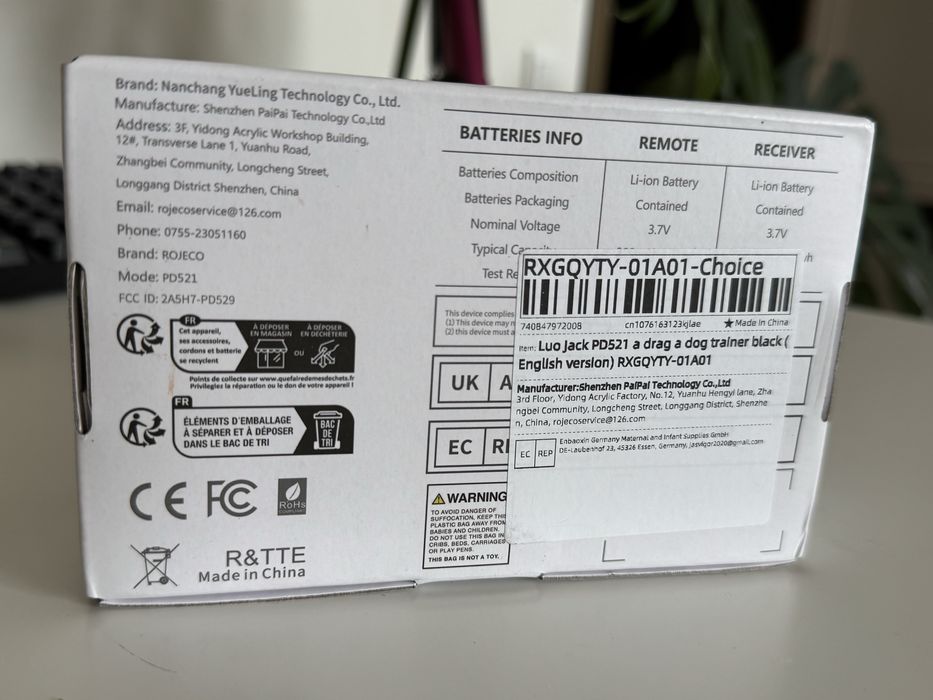 Brand: Nanchang YueLing Technology Co., Ltd.
Manufacture: Shenzhen PaiPai Technology Co.,Ltd
Address: 3F, Yidong Acrylic Workshop Building,
12#, Transverse Lane 1, Yuanhu Road,
Zhangbei Community, Longcheng Street,
Longgang District Shenzhen, China
Email: rojecoservice@126.com
Phone: 0755-23051160
Brand: ROJECO
Mode: PD521
FCC ID: 2A5H7-PD529
FR
Cet appareil,
ses accessoires,
cordons et batterie
se recyclent
À DÉPOSER
EN MAGASIN
OU
À DÉPOSER
EN DÉCHÈTERIE
Points de collecte sur www.quefairedemesdechets.fr
Privilégiez la réparation ou le don de votre appareil !
FR
ÉLÉMENTS D'EMBALLAGE
À SÉPARER ET À DÉPOSER
DANS LE BAC DE TRI
BAC
DE
TRI
CE FC
RoHS
COMPLIANT
R&TTE
Made in China
BATTERIES INFO REMOTE RECEIVER
Batteries Composition Li-ion Battery Li-ion Battery
Batteries Packaging Contained Contained
Nominal Voltage 3.7V 3.7V
Typical
Test
This device complies
(1) This device may
(2) this device must
UK
EC
WARNING
TO AVOID DANGER OF
SUFFOCATION, KEEP THIS
PLASTIC BAG AWAY FROM
BABIES AND CHILDREN.
DO NOT USE THIS BAG IN
CRIBS, BEDS, CARRIAGES
OR PLAY PENS.
THIS BAG IS NOT A TOY.
RXGQYTY-01A01-Choice
740847972008 cn1076163123kjlae ★Made in China
Item: Luo Jack PD521 a drag a dog trainer black (
English version) RXGQYTY-01A01
Manufacturer:Shenzhen PaiPai Technology Co.,Ltd
3rd Floor, Yidong Acrylic Factory, No.12, Yuanhu Hengyi lane, Zha
ngbei Community, Longcheng Street, Longgang District, Shenzhe
n, China, rojecoservice@126.com
EC REP
Enbaoxin Germany Maternal and Infant Supplies GmbH
DE-Laubenhof 23, 45326 Essen, Germany, jasvigor2020@gmail.com